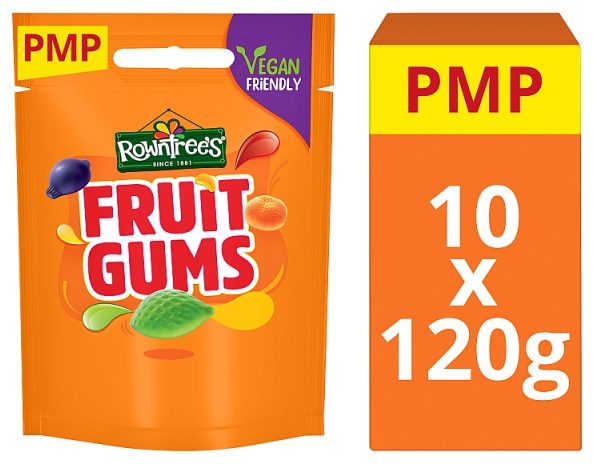 PMP
VEGAN
FRiENDLY
ROWNTREE'S
SINCE 1881
FRUiT
GUMS
PMP
10
x
120g